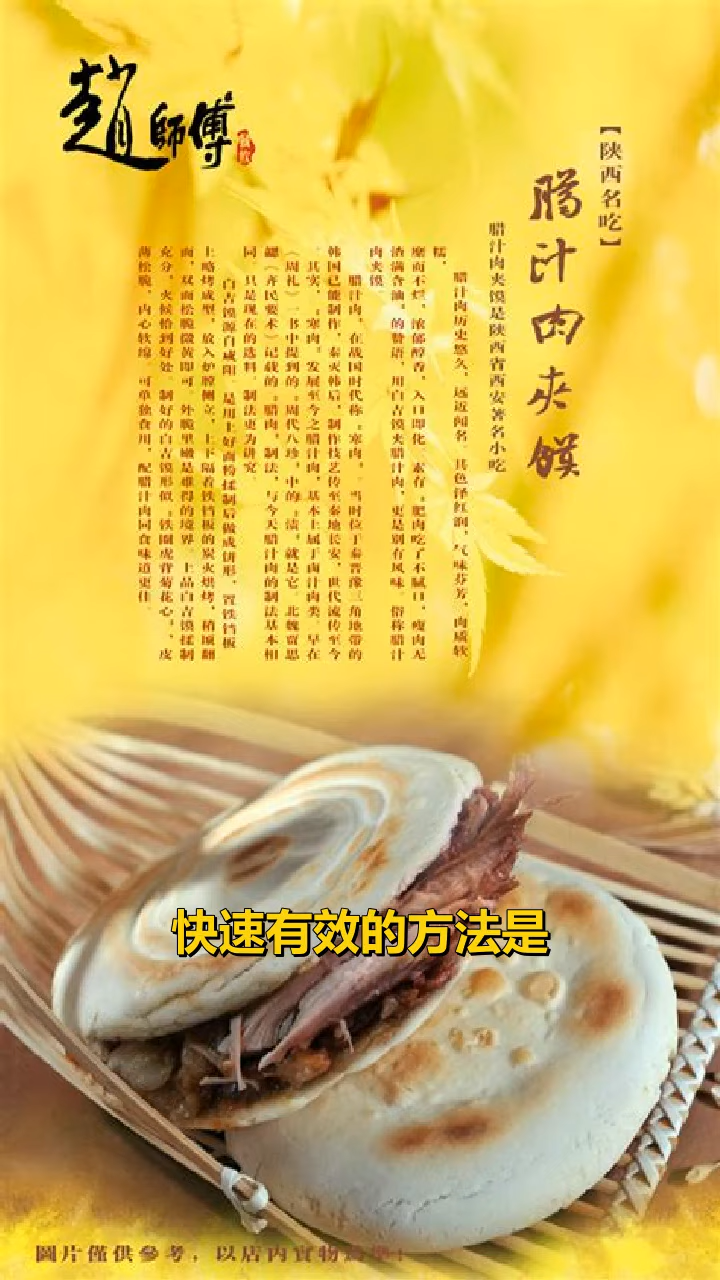 趙師傅
【陕西名吃】
腊汁肉夾馍
腊汁肉夹馍是陕西省西安著名小吃
腊汁肉历史悠久，远近闻名，其色泽红润，气味芬芳，肉质软
糯，
糜而不烂，浓郁醇香，入口即化，素有“肥肉吃了不腻口，瘦肉无
渣满含油”的赞语。用白吉馍夹腊汁肉，更是别有风味。俗称腊汁
肉夹馍。
腊汁肉，在战国时代称“寒肉”，当时位于秦晋豫三角地带的
韩国已能制作，秦灭韩后，制作技艺传至秦地长安，世代流传至今
。其实，“寒肉”发展至今之腊汁肉，基本上属于卤汁肉类。早在
《周礼》一书中提到的“周代八珍”中的“渍”就是它。北魏贾思
勰《齐民要术》记载的“腊肉”制法，与今天腊汁肉的制法基本相
同，只是现在的选料、制法更为讲究。
白吉馍源自咸阳，是用上好面粉揉制后做成饼形，置铁铛板
上略烤成型，放入炉膛侧立，上下隔着铁铛板的炭火烘烤，稍顷翻
面，双面松脆微黄即可。外脆里嫩是难得的境界。上品白吉馍揉制
充分，火候恰到好处。制好的白吉馍形似“铁圈虎背菊花心”，皮
薄松脆，内心软绵。可单独食用，配腊汁肉同食味道更佳。
快速有效的方法是
圖片僅供參考，以店内實物為準！